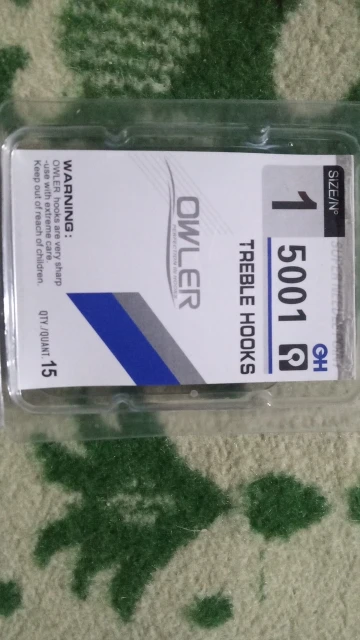 SIZE/Nº
1
5001
GH
TREBLE HOOKS
OWLER
WARNING:
OWLER hooks are very sharp
-use with extreme care.
Keep out of reach of children.
QTY./QUANT. 15